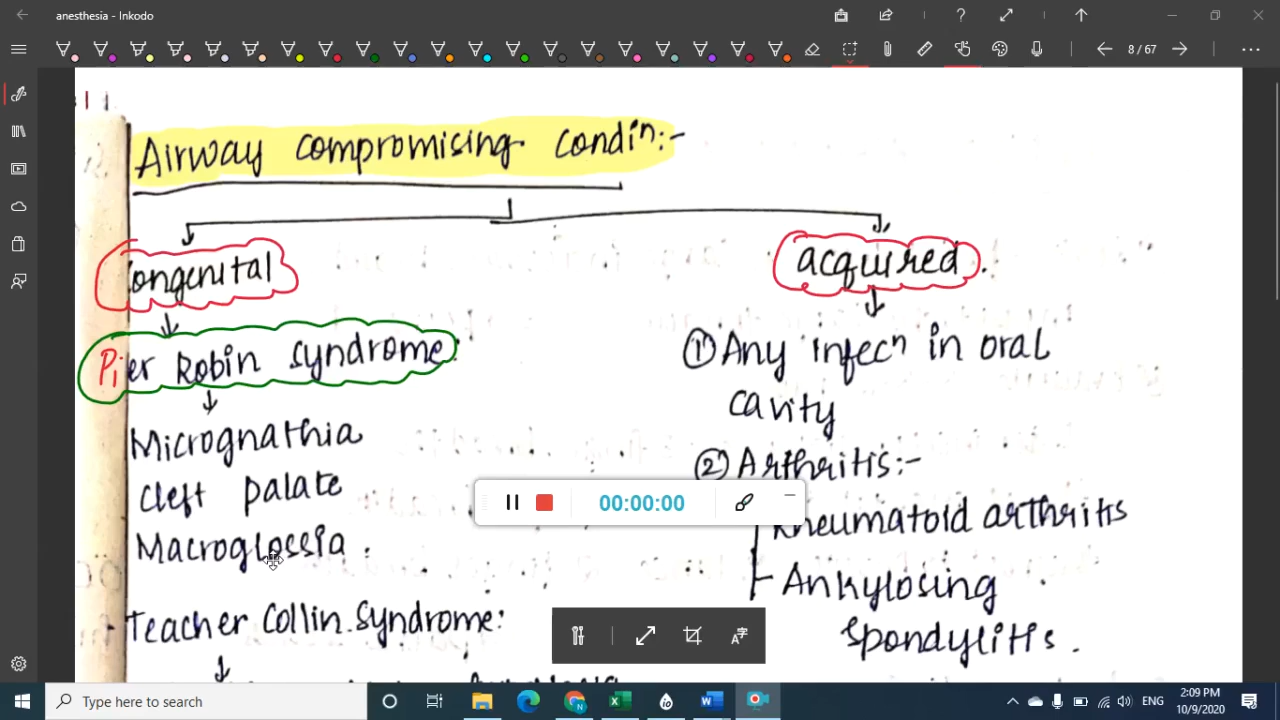 anesthesia - Inkodo
8 / 67
Airway compromising condiⁿ:-
Congenital
acquired.
Pier Robin syndrome:
① Any infecⁿ in oral
cavity
Micrognathia
② Arthritis:-
Cleft palate
00:00:00
Rheumatoid arthritis
Macroglossia.
Ankylosing
Teacher Collin Syndrome:
Spondylitis.
Type here to search
ENG
2:09 PM
10/9/2020